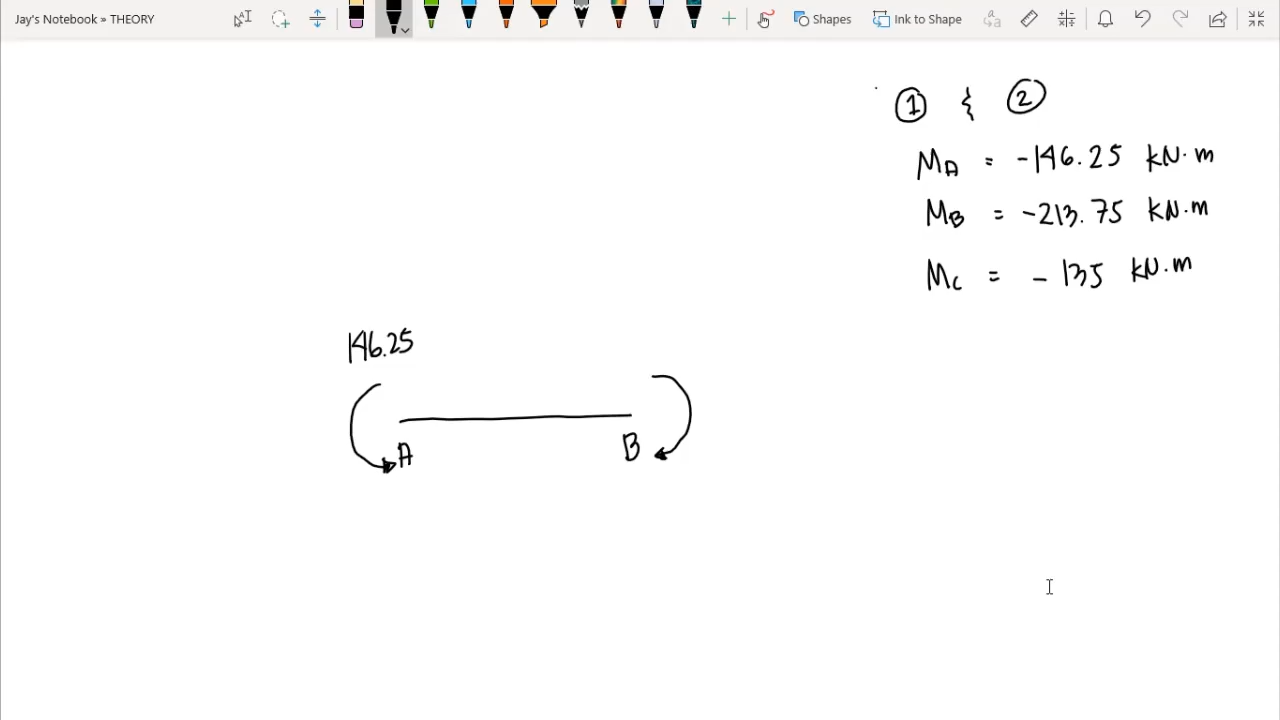 Jay's Notebook » THEORY
Shapes
Ink to Shape
1 { 2
MA = -146.25 kN·m
MB = -213.75 kN·m
MC = -135 kN·m
146.25
A
B